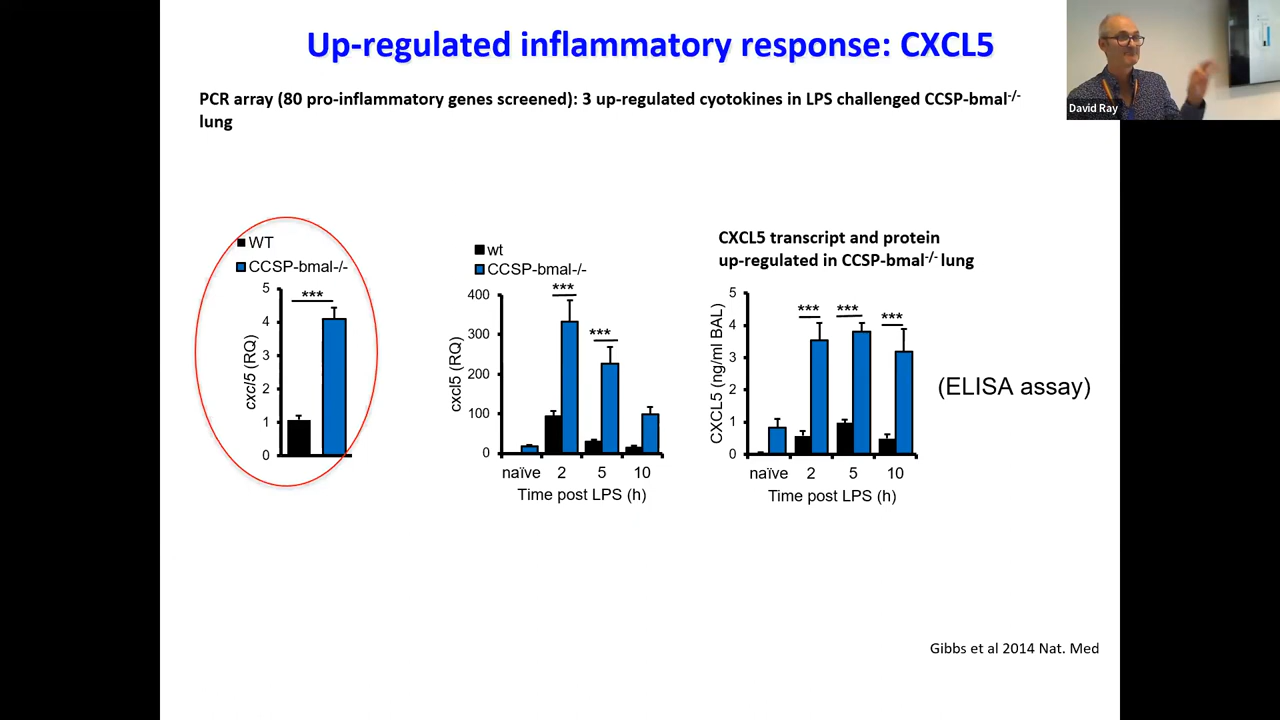 Up-regulated inflammatory response: CXCL5
David Ray
PCR array (80 pro-inflammatory genes screened): 3 up-regulated cyotokines in LPS challenged CCSP-bmal-/-
lung
WT
CCSP-bmal-/-
5
***
4
3
2
1
0
cxcl5 (RQ)
wt
CCSP-bmal-/-
400
***
300
***
200
100
0
cxcl5 (RQ)
naïve 2 5 10
Time post LPS (h)
CXCL5 transcript and protein
up-regulated in CCSP-bmal-/- lung
5
*** *** ***
4
3
2
1
0
CXCL5 (ng/ml BAL)
naïve 2 5 10
Time post LPS (h)
(ELISA assay)
Gibbs et al 2014 Nat. Med